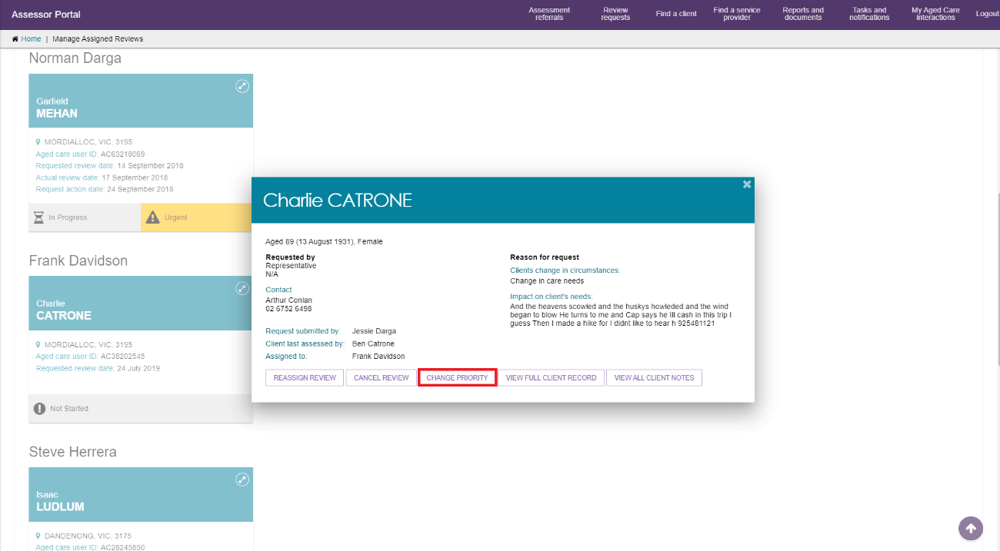 Assessor Portal
Assessment referrals
Review requests
Find a client
Find a service provider
Reports and documents
Tasks and notifications
My Aged Care interactions
Logout
Home | Manage Assigned Reviews
Norman Darga
Garfield
MEHAN
MORDIALLOC, VIC, 3195
Aged care user ID: AC63218069
Requested review date: 14 September 2018
Actual review date: 17 September 2018
Request action date: 24 September 2018
In Progress
Urgent
Frank Davidson
Charlie
CATRONE
MORDIALLOC, VIC, 3195
Aged care user ID: AC38202545
Requested review date: 24 July 2019
Not Started
Steve Herrera
Isaac
LUDLUM
DANDENONG, VIC, 3175
Aged care user ID: AC28245850
Charlie CATRONE
Aged 89 (13 August 1931), Female
Requested by
Representative
N/A
Contact
Arthur Conlan
02 6752 6498
Request submitted by: Jessie Darga
Client last assessed by: Ben Catrone
Assigned to: Frank Davidson
Reason for request
Clients change in circumstances:
Change in care needs
Impact on client's needs:
And the heavens scowled and the huskys howleded and the wind
began to blow He turns to me and Cap says he Ill cash in this trip I
guess Then I made a hike for I didnt like to hear h 925481121
REASSIGN REVIEW
CANCEL REVIEW
CHANGE PRIORITY
VIEW FULL CLIENT RECORD
VIEW ALL CLIENT NOTES